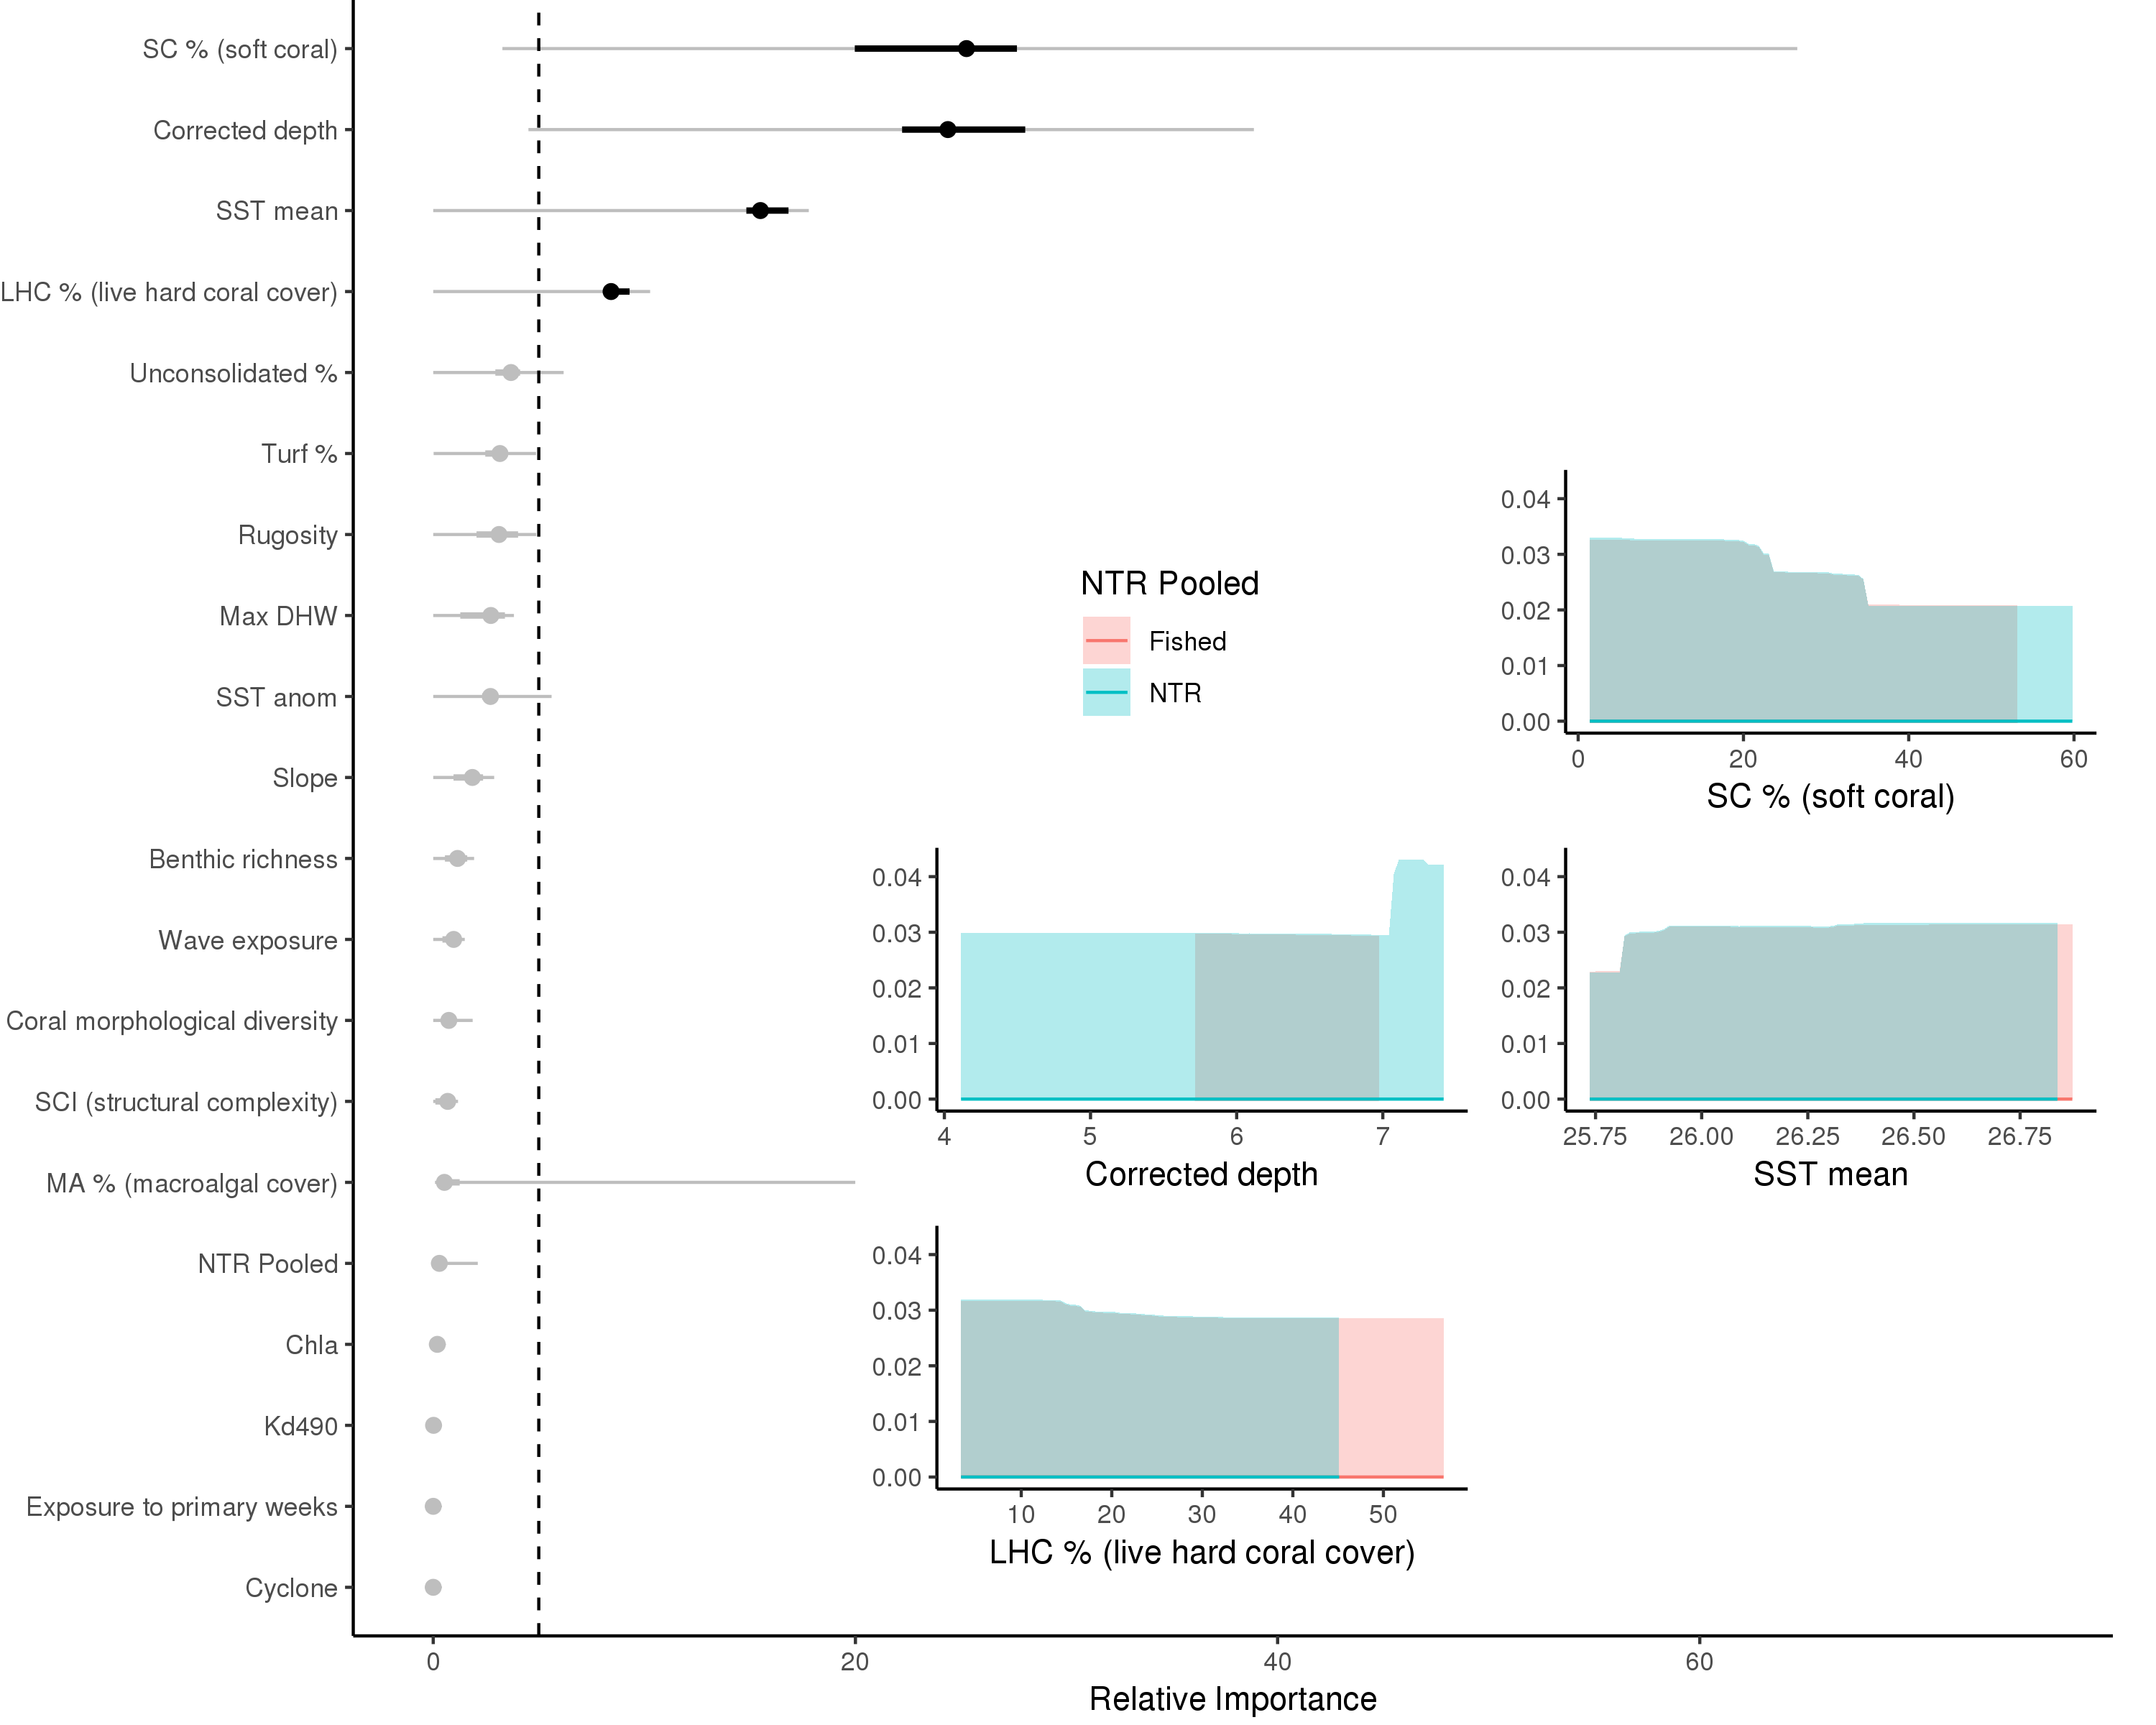 SC % (soft coral)
Corrected depth
SST mean
LHC % (live hard coral cover)
Unconsolidated %
Turf %
Rugosity
Max DHW
SST anom
Slope
Benthic richness
Wave exposure
Coral morphological diversity
SCI (structural complexity)
MA % (macroalgal cover)
NTR Pooled
Chla
Kd490
Exposure to primary weeks
Cyclone
0 20 40 60
Relative Importance
NTR Pooled
Fished
NTR
0.04
0.03
0.02
0.01
0.00
0 20 40 60
SC % (soft coral)
0.04
0.03
0.02
0.01
0.00
4 5 6 7
Corrected depth
0.04
0.03
0.02
0.01
0.00
25.75 26.00 26.25 26.50 26.75
SST mean
0.04
0.03
0.02
0.01
0.00
10 20 30 40 50
LHC % (live hard coral cover)